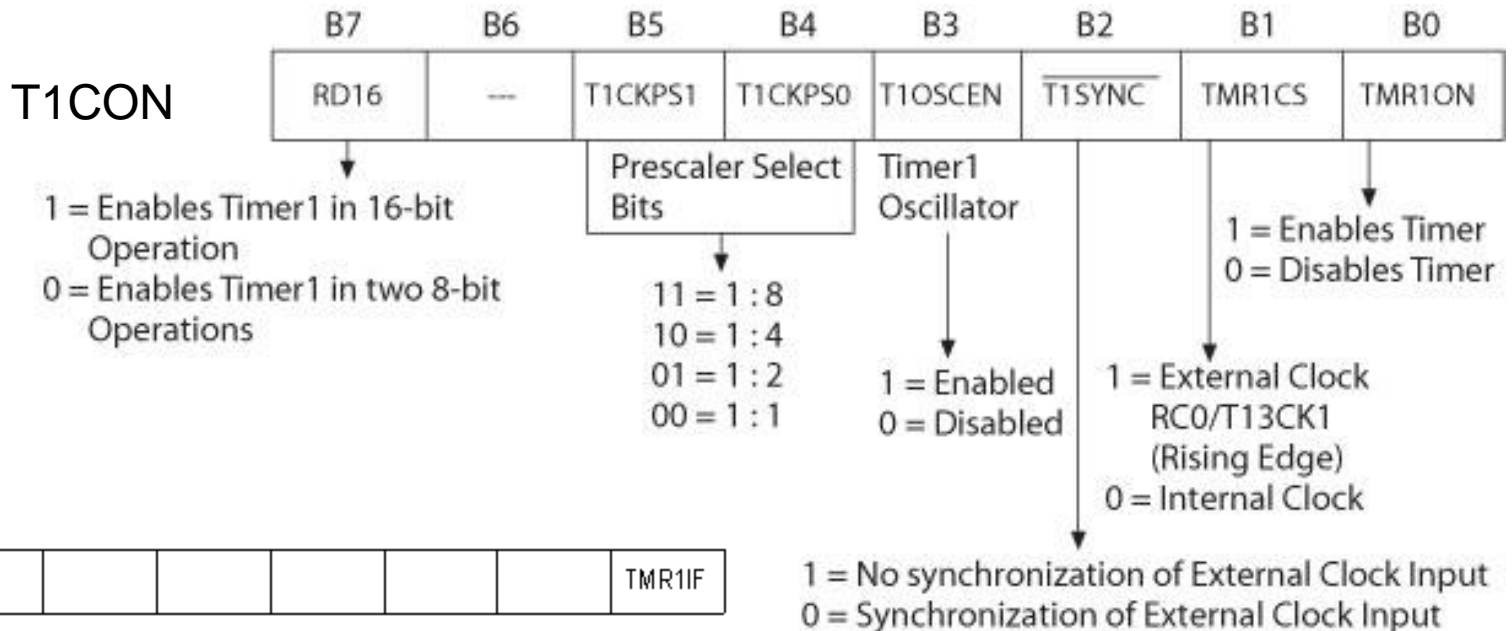 B7 B6 B5 B4 B3 B2 B1 B0
T1CON
RD16 --- T1CKPS1 T1CKPS0 T1OSCEN T1SYNC TMR1CS TMR1ON
1 = Enables Timer1 in 16-bit
Operation
0 = Enables Timer1 in two 8-bit
Operations
Prescaler Select
Bits
11 = 1 : 8
10 = 1 : 4
01 = 1 : 2
00 = 1 : 1
Timer1
Oscillator
1 = Enabled
0 = Disabled
1 = Enables Timer
0 = Disables Timer
1 = External Clock
RC0/T13CK1
(Rising Edge)
0 = Internal Clock
TMR1IF
1 = No synchronization of External Clock Input
0 = Synchronization of External Clock Input